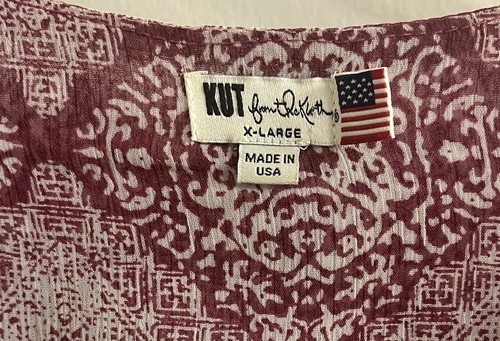 KUT from the Kloth®
X-LARGE
MADE IN
USA